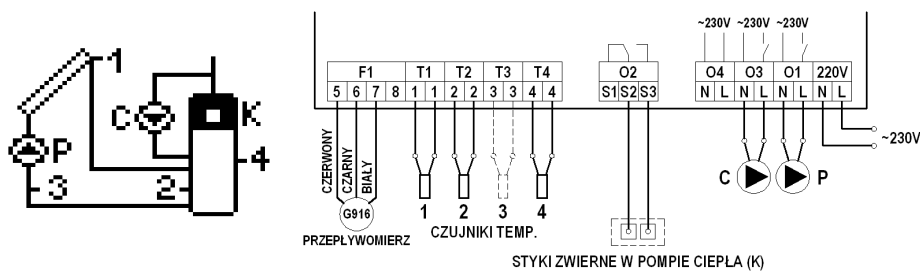 1
C
K
P
4
3
2
~230V ~230V ~230V
F1 T1 T2 T3 T4 O2 O4 O3 O1 220V
5 6 7 8 1 1 2 2 3 3 4 4 S1 S2 S3 N L N L N L N L
CZERWONY
CZARNY
BIAŁY
~230V
G916
C P
1 2 3 4
PRZEPŁYWOMIERZ CZUJNIKI TEMP.
STYKI ZWIERNE W POMPIE CIEPŁA (K)